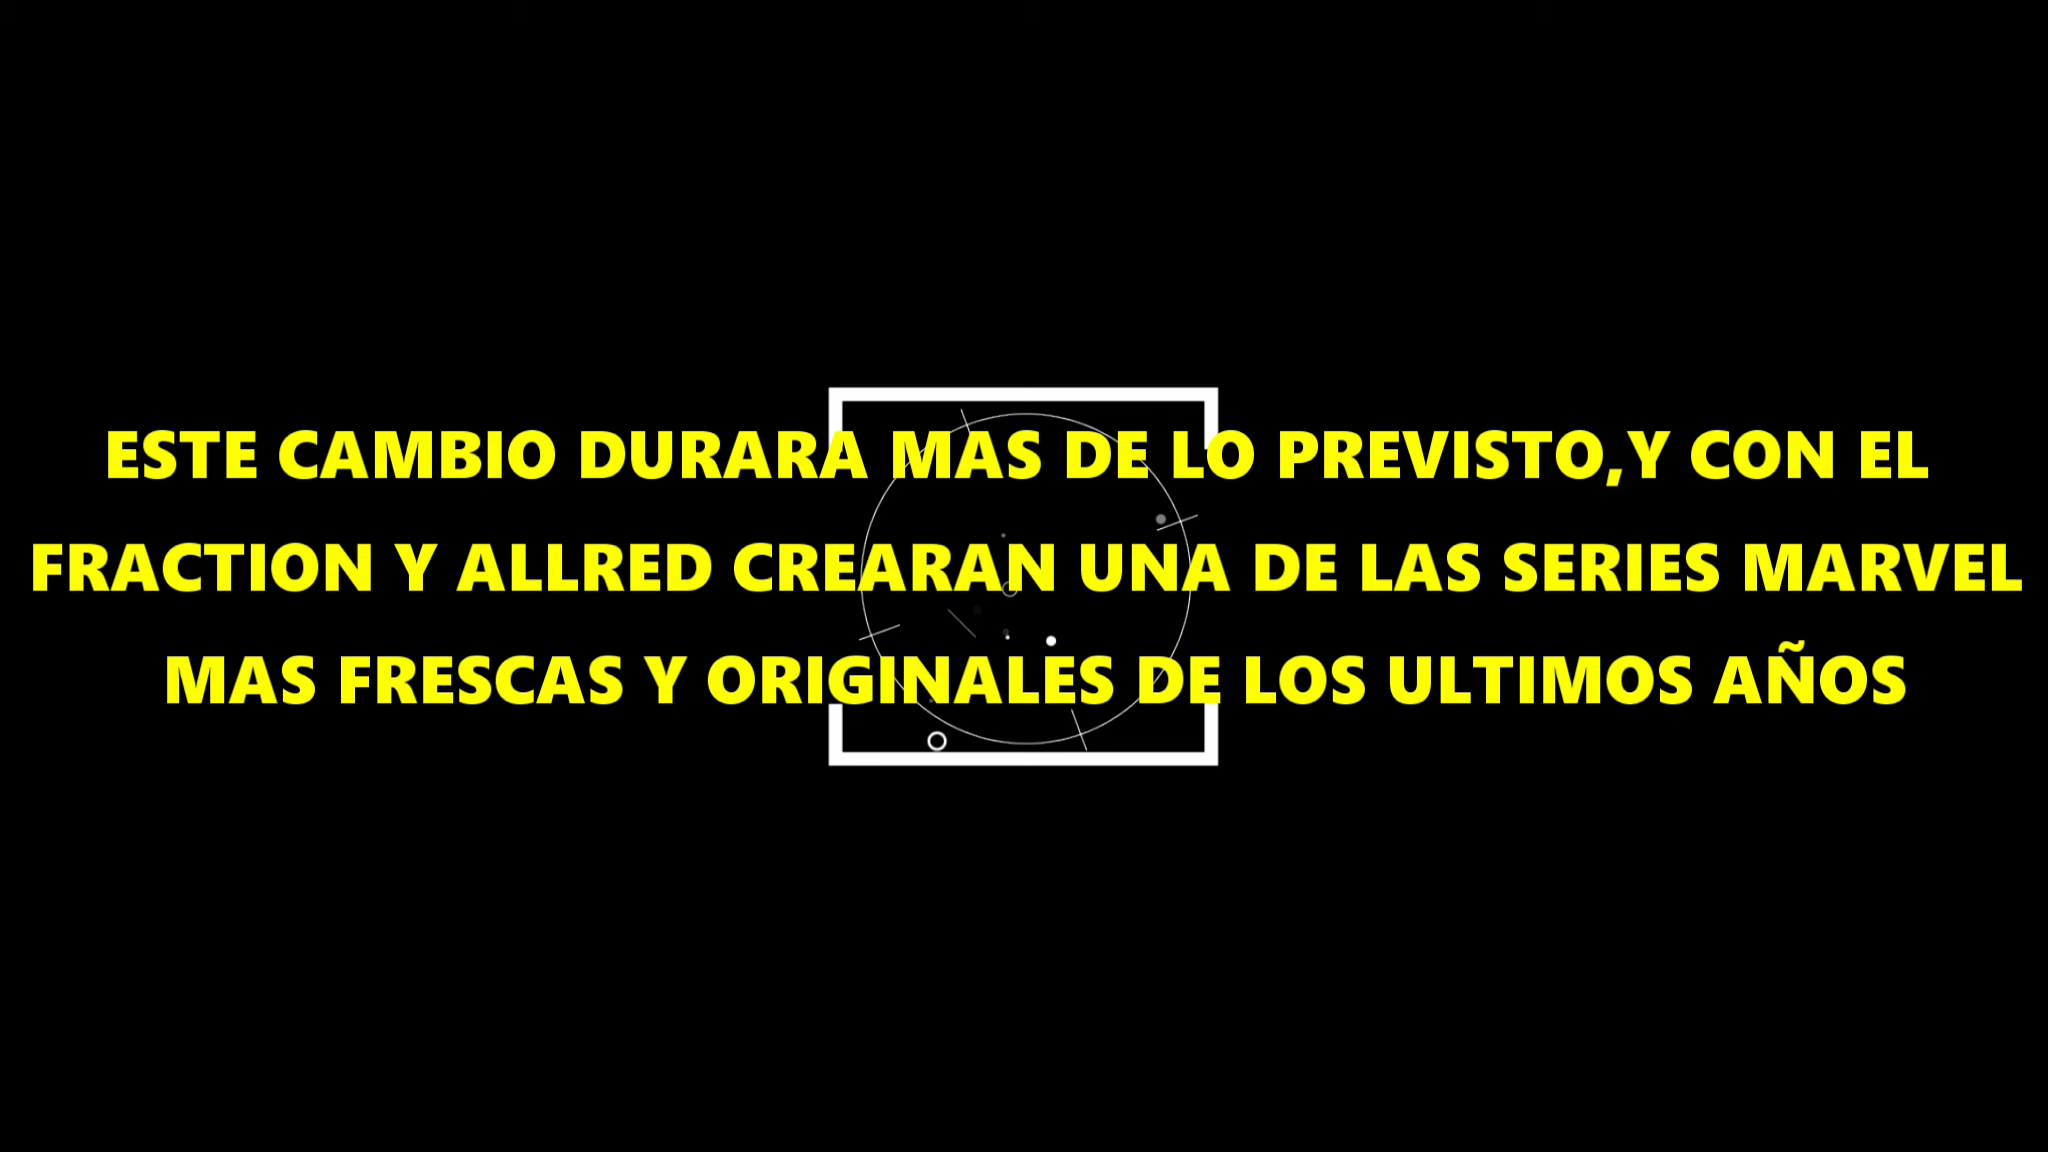 ESTE CAMBIO DURARA MAS DE LO PREVISTO,Y CON EL
FRACTION Y ALLRED CREARAN UNA DE LAS SERIES MARVEL
MAS FRESCAS Y ORIGINALES DE LOS ULTIMOS AÑOS